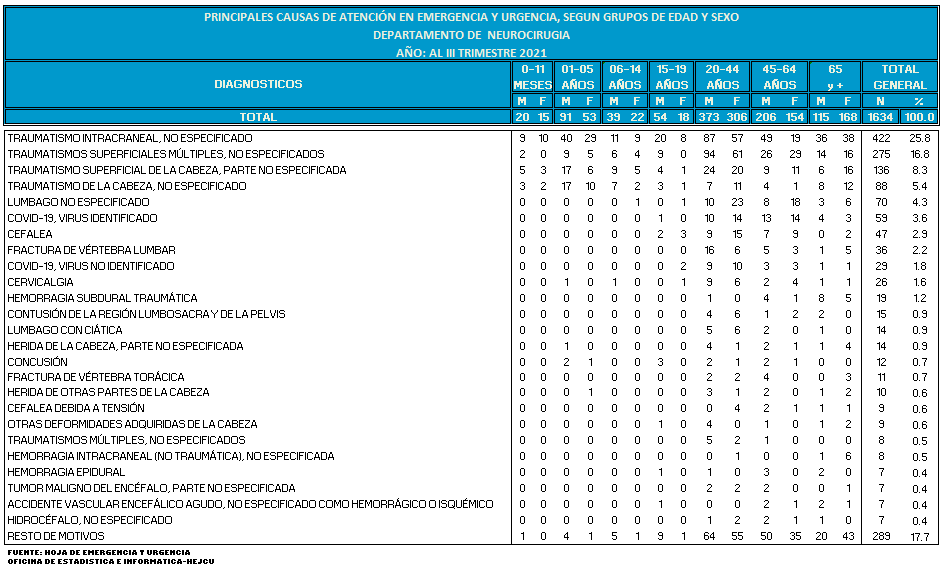 PRINCIPALES CAUSAS DE ATENCIÓN EN EMERGENCIA Y URGENCIA, SEGUN GRUPOS DE EDAD Y SEXO
DEPARTAMENTO DE NEUROCIRUGIA
AÑO: AL III TRIMESTRE 2021
DIAGNOSTICOS 0-11 MESES 01-05 AÑOS 06-14 AÑOS 15-19 AÑOS 20-44 AÑOS 45-64 AÑOS 65 y + TOTAL GENERAL
M F M F M F M F M F M F M F N %
TOTAL 20 15 91 53 39 22 54 18 373 306 206 154 115 168 1634 100.0
TRAUMATISMO INTRACRANEAL, NO ESPECIFICADO 9 10 40 29 11 9 20 8 87 57 49 19 36 38 422 25.8
TRAUMATISMOS SUPERFICIALES MÚLTIPLES, NO ESPECIFICADOS 2 0 9 5 6 4 9 0 94 61 26 29 14 16 275 16.8
TRAUMATISMO SUPERFICIAL DE LA CABEZA, PARTE NO ESPECIFICADA 5 3 17 6 9 5 4 1 24 20 9 11 6 16 136 8.3
TRAUMATISMO DE LA CABEZA, NO ESPECIFICADO 3 2 17 10 7 2 3 1 7 11 4 1 8 12 88 5.4
LUMBAGO NO ESPECIFICADO 0 0 0 0 1 0 0 1 10 23 8 18 3 6 70 4.3
COVID-19, VIRUS IDENTIFICADO 0 0 0 0 0 0 1 0 10 14 13 14 4 3 59 3.6
CEFALEA 0 0 0 0 0 0 2 3 9 15 7 9 0 2 47 2.9
FRACTURA DE VÉRTEBRA LUMBAR 0 0 0 0 0 0 0 0 16 6 5 3 1 5 36 2.2
COVID-19, VIRUS NO IDENTIFICADO 0 0 0 0 0 0 0 2 9 10 3 3 1 1 29 1.8
CERVICALGIA 0 0 1 0 1 0 0 1 9 6 2 4 1 1 26 1.6
HEMORRAGIA SUBDURAL TRAUMÁTICA 0 0 0 0 0 0 0 0 1 0 4 1 8 5 19 1.2
CONTUSIÓN DE LA REGIÓN LUMBOSACRA Y DE LA PELVIS 0 0 0 0 0 0 0 0 4 6 1 2 2 0 15 0.9
LUMBAGO CON CIÁTICA 0 0 0 0 0 0 0 0 5 6 2 0 1 0 14 0.9
HERIDA DE LA CABEZA, PARTE NO ESPECIFICADA 0 0 1 0 0 0 0 0 4 1 2 1 1 4 14 0.9
CONCUSIÓN 0 0 2 1 0 0 3 0 2 1 2 1 0 0 12 0.7
FRACTURA DE VÉRTEBRA TORÁCICA 0 0 0 0 0 0 0 0 2 2 4 0 0 3 11 0.7
HERIDA DE OTRAS PARTES DE LA CABEZA 0 0 0 1 0 0 0 0 3 1 2 0 1 2 10 0.6
CEFALEA DEBIDA A TENSIÓN 0 0 0 0 0 0 0 0 0 4 2 1 1 1 9 0.6
OTRAS DEFORMIDADES ADQUIRIDAS DE LA CABEZA 0 0 0 0 0 0 1 0 4 0 1 0 1 2 9 0.6
TRAUMATISMOS MÚLTIPLES, NO ESPECIFICADOS 0 0 0 0 0 0 0 0 5 2 1 0 0 0 8 0.5
HEMORRAGIA INTRACRANEAL (NO TRAUMÁTICA), NO ESPECIFICADA 0 0 0 0 0 0 0 0 0 1 0 0 1 6 8 0.5
HEMORRAGIA EPIDURAL 0 0 0 0 0 0 1 0 1 0 3 0 2 0 7 0.4
TUMOR MALIGNO DEL ENCÉFALO, PARTE NO ESPECIFICADA 0 0 0 0 0 0 0 0 2 2 2 0 0 1 7 0.4
ACCIDENTE VASCULAR ENCEFÁLICO AGUDO, NO ESPECIFICADO COMO HEMORRÁGICO O ISQUÉMICO 0 0 0 0 0 0 1 0 0 0 2 1 2 1 7 0.4
HIDROCÉFALO, NO ESPECIFICADO 0 0 0 0 0 0 0 0 1 2 2 1 1 0 7 0.4
RESTO DE MOTIVOS 1 0 4 1 5 1 9 1 64 55 50 35 20 43 289 17.7
FUENTE: HOJA DE EMERGENCIA Y URGENCIA
OFICINA DE ESTADISTICA E INFORMATICA-HEJCU